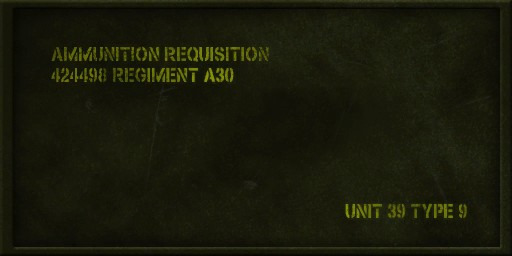 AMMUNITION REQUISITION
424498 REGIMENT A30
UNIT 39 TYPE 9